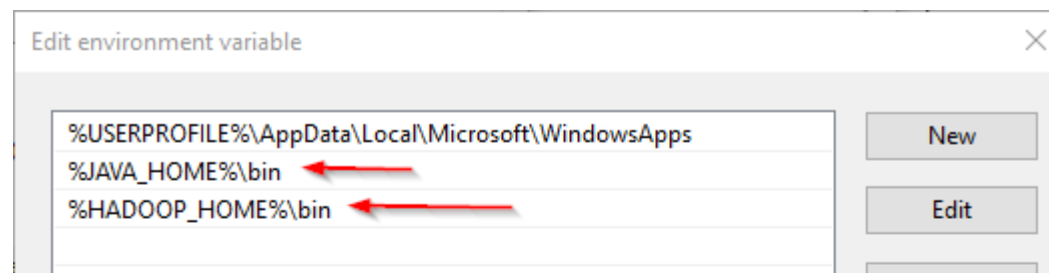 Edit environment variable
%USERPROFILE%\AppData\Local\Microsoft\WindowsApps
New
%JAVA_HOME%\bin
%HADOOP_HOME%\bin
Edit